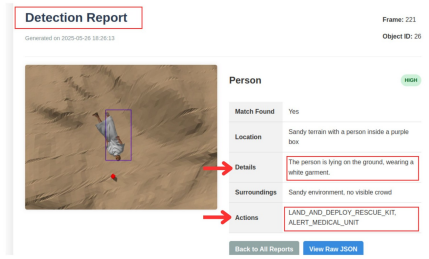 Detection Report
Frame: 221
Generated on 2025-05-26 18:26:13
Object ID: 26
Person
HIGH
Match Found Yes
Location Sandy terrain with a person inside a purple
box
Details The person is lying on the ground, wearing a
white garment.
Surroundings Sandy environment, no visible crowd
Actions LAND_AND_DEPLOY_RESCUE_KIT,
ALERT_MEDICAL_UNIT
Back to All Reports View Raw JSON